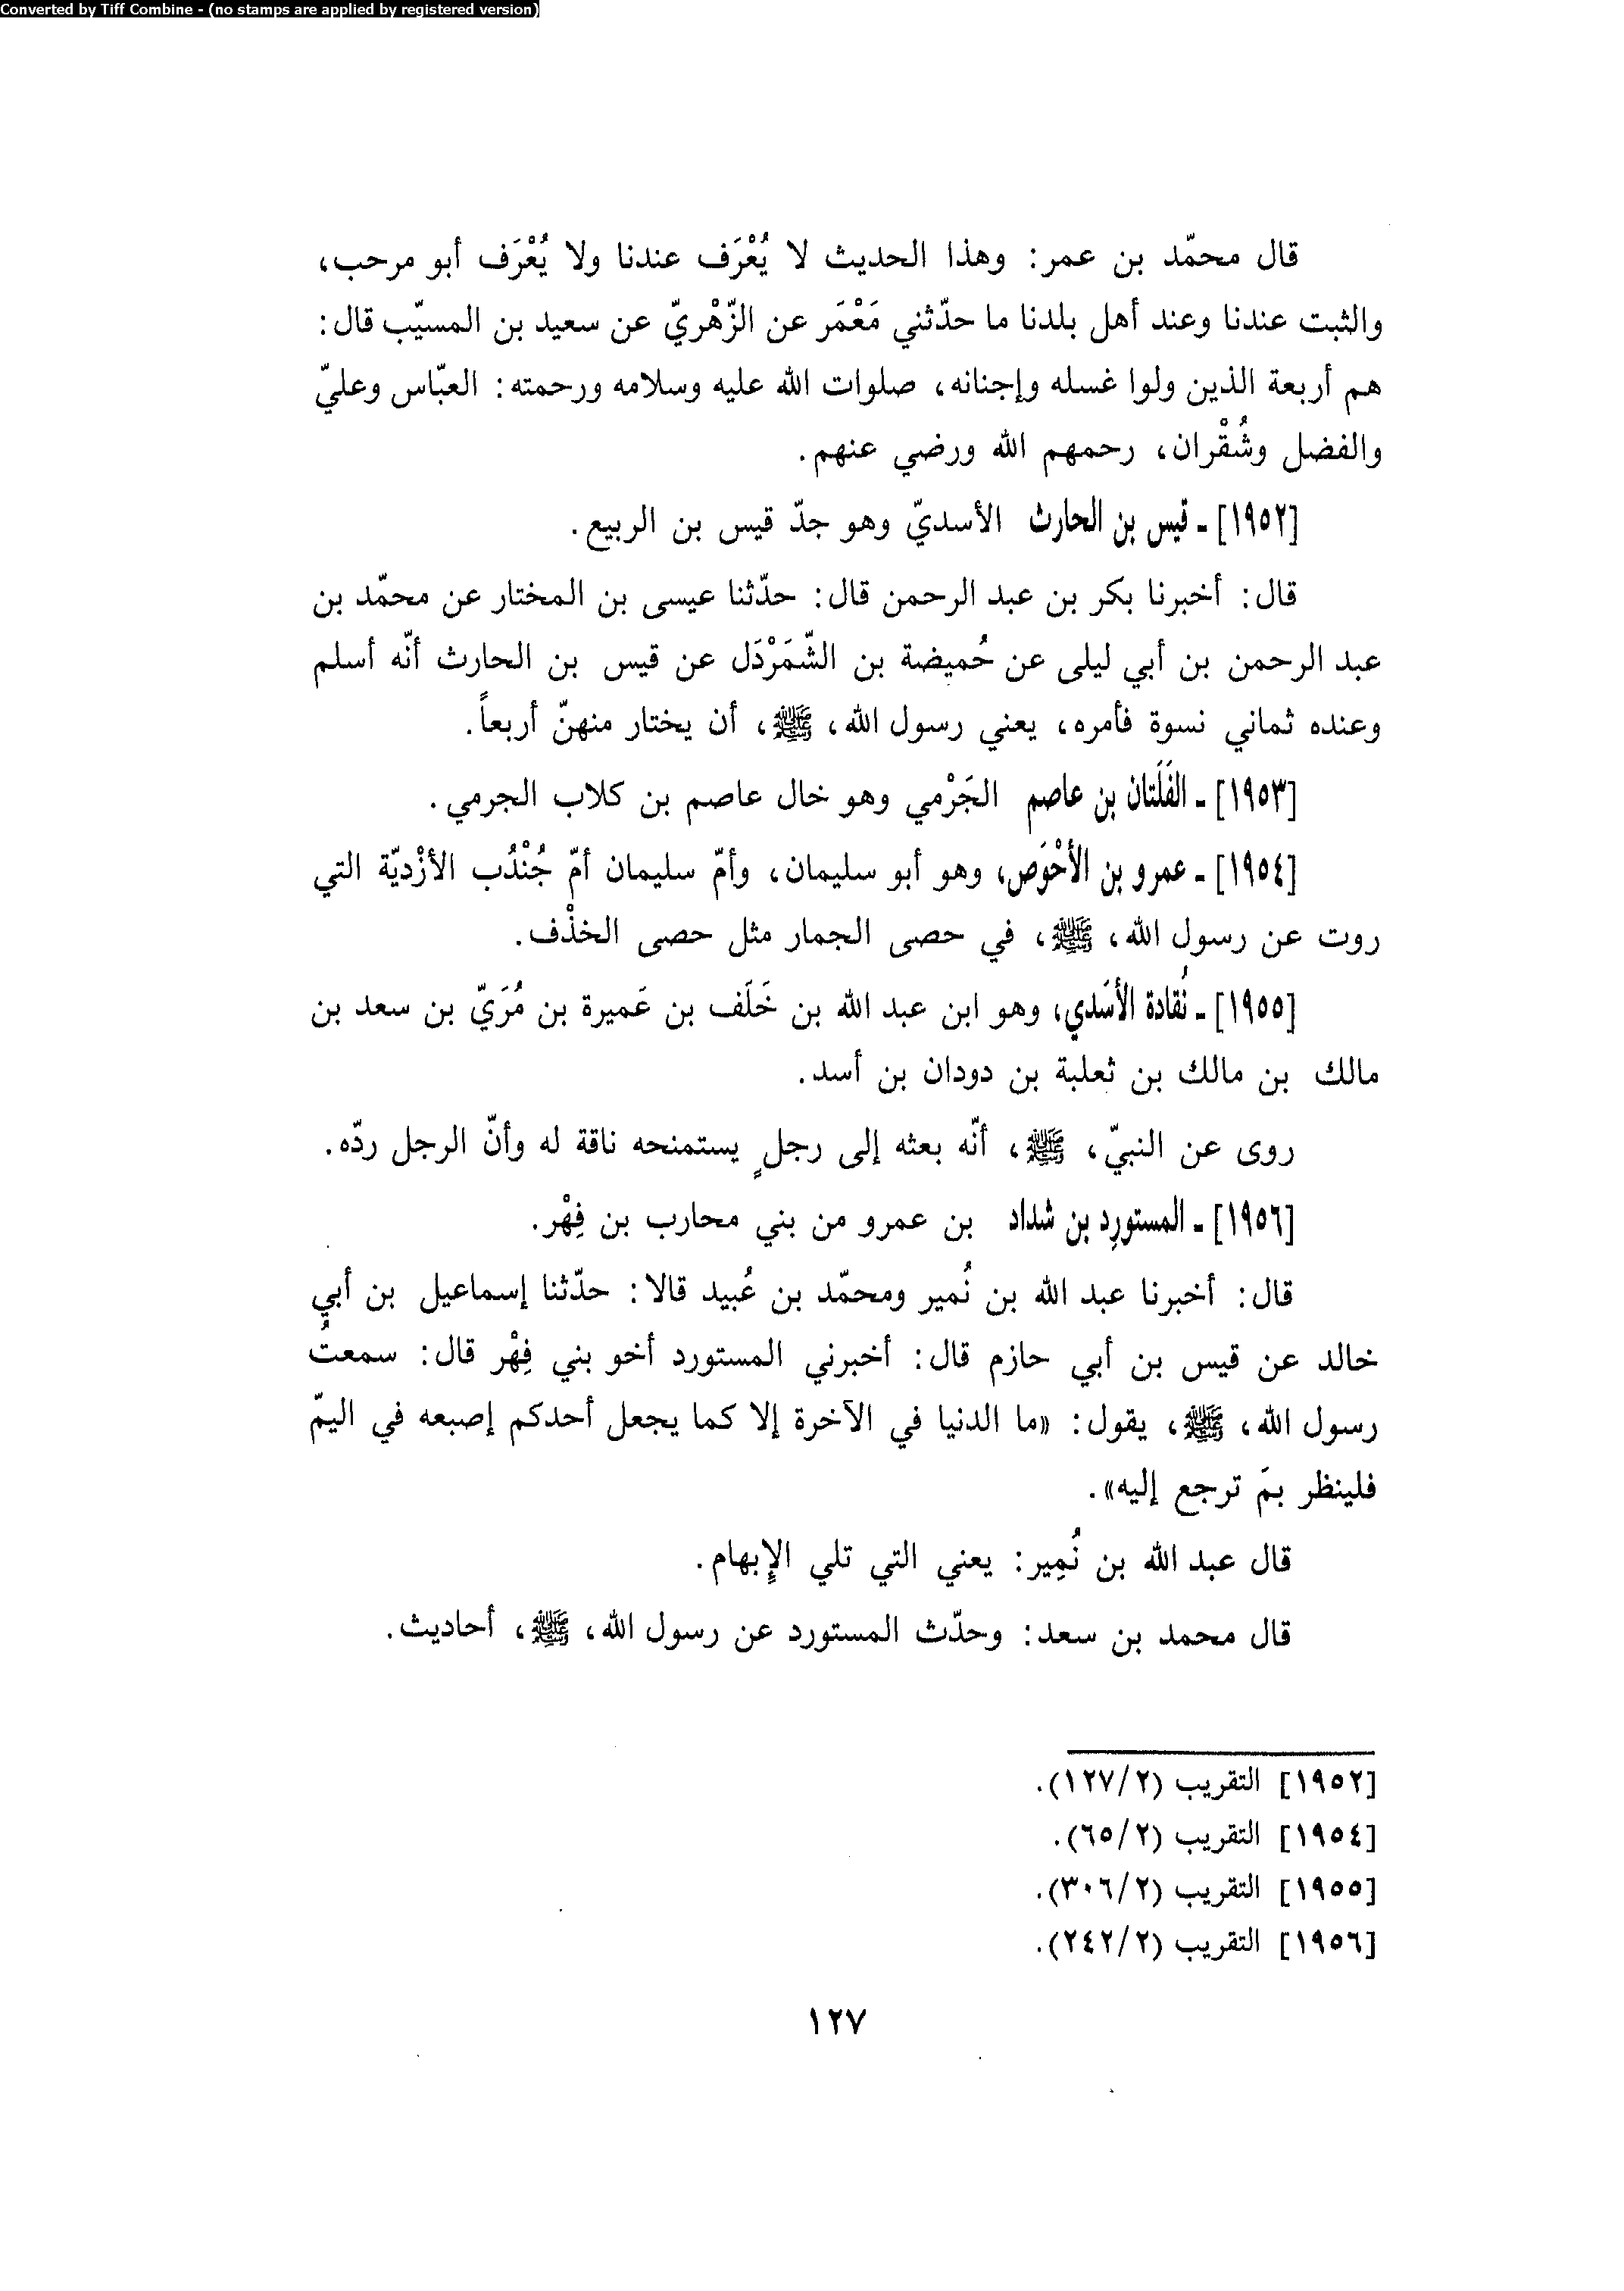 Converted by Tiff Combine - (no stamps are applied by registered version)
قال محمّد بن عمر: وهذا الحديث لا يُعْرَف عندنا ولا يُعْرَف أبو مرحب،
والثبت عندنا وعند أهل بلدنا ما حدّثني مَعْمَر عن الزّهْريّ عن سعيد بن المسيّب قال:
هم أربعة الذين ولوا غسله وإجنانه، صلوات الله عليه وسلامه ورحمته: العبّاس وعليّ
والفضل وشُقْران، رحمهم الله ورضي عنهم.
[١٩٥٢] ـ قيس بن الحارث الأسديّ وهو جدّ قيس بن الربيع.
قال: أخبرنا بكر بن عبد الرحمن قال: حدّثنا عيسى بن المختار عن محمّد بن
عبد الرحمن بن أبي ليلى عن حُميضة بن الشّمَرْدَل عن قيس بن الحارث أنّه أسلم
وعنده ثماني نسوة فأمره، يعني رسول الله، ﷺ، أن يختار منهنّ أربعاً.
[١٩٥٣] ـ الفَلَتان بن عاصم الجَرْمي وهو خال عاصم بن كلاب الجرمي.
[١٩٥٤] ـ عمرو بن الأحْوَص، وهو أبو سليمان، وأمّ سليمان أمّ جُنْدُب الأزْديّة التي
روت عن رسول الله، ﷺ، في حصى الجمار مثل حصى الخذْف.
[١٩٥٥] ـ نُقادة الأسَدي، وهو ابن عبد الله بن خَلَف بن عَميرة بن مُرَيّ بن سعد بن
مالك بن مالك بن ثعلبة بن دودان بن أسد.
روى عن النبيّ، ﷺ، أنّه بعثه إلى رجلٍ يستمنحه ناقة له وأنّ الرجل ردّه.
[١٩٥٦] ـ المستورِد بن شداد بن عمرو من بني محارب بن فِهْر.
قال: أخبرنا عبد الله بن نُمير ومحمّد بن عُبيد قالا: حدّثنا إسماعيل بن أبي
خالد عن قيس بن أبي حازم قال: أخبرني المستورد أخو بني فِهْر قال: سمعتُ
رسول الله، ﷺ، يقول: «ما الدنيا في الآخرة إلا كما يجعل أحدكم إصبعه في اليمّ
فلينظر بمَ ترجع إليه».
قال عبد الله بن نُمِير: يعني التي تلي الإبهام.
قال محمد بن سعد: وحدّث المستورد عن رسول الله، ﷺ، أحاديث.
[١٩٥٢] التقريب (١٢٧/٢).
[١٩٥٤] التقريب (٦٥/٢).
[١٩٥٥] التقريب (٣٠٦/٢).
[١٩٥٦] التقريب (٢٤٢/٢).
١٢٧